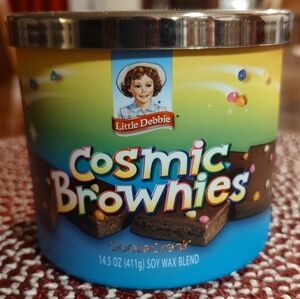 Little Debbie
Cosmic
Brownies
14.5 OZ (411g) SOY WAX BLEND